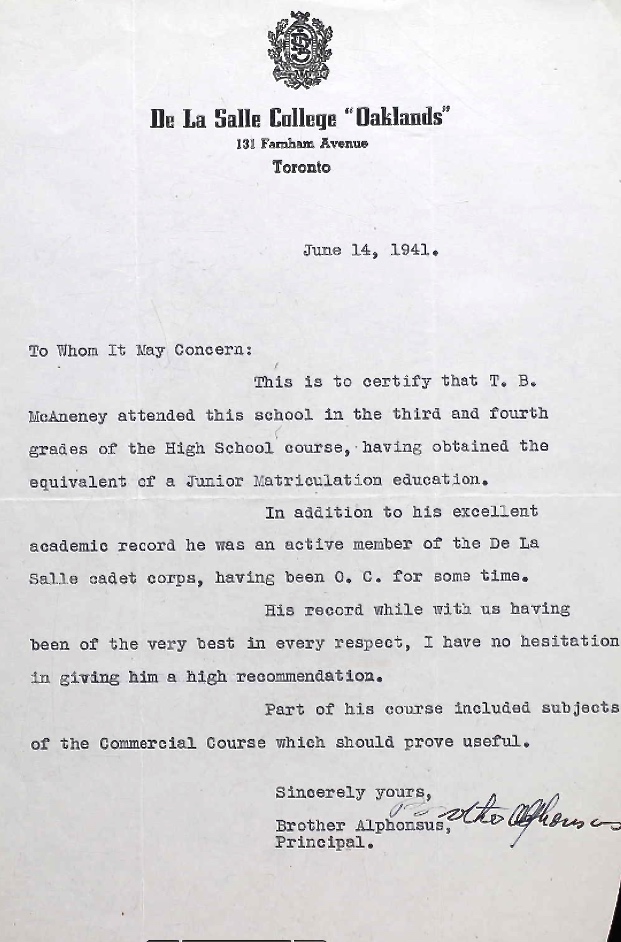 De La Salle College "Oaklands"
131 Farnham Avenue
Toronto
June 14, 1941.
To Whom It May Concern:
This is to certify that T. B.
McAneney attended this school in the third and fourth
grades of the High School course, having obtained the
equivalent of a Junior Matriculation education.
In addition to his excellent
academic record he was an active member of the De La
Salle cadet corps, having been O. C. for some time.
His record while with us having
been of the very best in every respect, I have no hesitation
in giving him a high recommendation.
Part of his course included subjects
of the Commercial Course which should prove useful.
Sincerely yours,
Brother Alphonsus
Brother Alphonsus,
Principal.